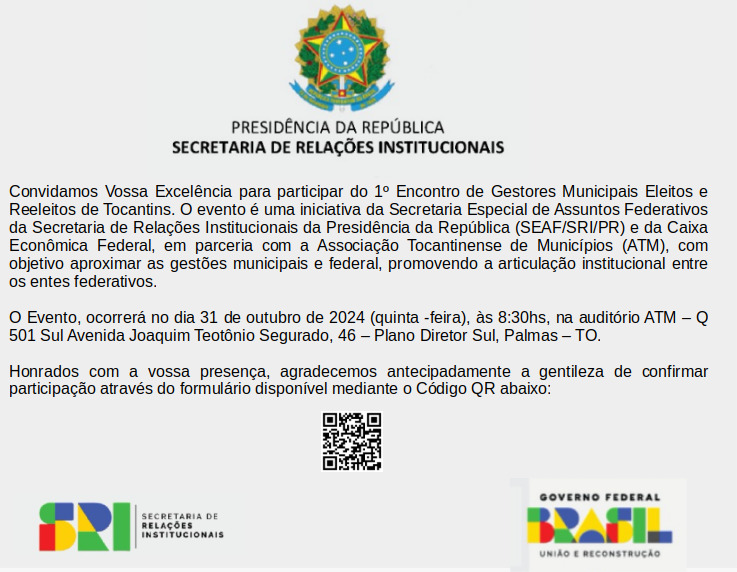 PRESIDÊNCIA DA REPÚBLICA
SECRETARIA DE RELAÇÕES INSTITUCIONAIS
Convidamos Vossa Excelência para participar do 1º Encontro de Gestores Municipais Eleitos e
Reeleitos de Tocantins. O evento é uma iniciativa da Secretaria Especial de Assuntos Federativos
da Secretaria de Relações Institucionais da Presidência da República (SEAF/SRI/PR) e da Caixa
Econômica Federal, em parceria com a Associação Tocantinense de Municípios (ATM), com
objetivo aproximar as gestões municipais e federal, promovendo a articulação institucional entre
os entes federativos.
O Evento, ocorrerá no dia 31 de outubro de 2024 (quinta -feira), às 8:30hs, na auditório ATM – Q
501 Sul Avenida Joaquim Teotônio Segurado, 46 – Plano Diretor Sul, Palmas – TO.
Honrados com a vossa presença, agradecemos antecipadamente a gentileza de confirmar
participação através do formulário disponível mediante o Código QR abaixo:
SRI
SECRETARIA DE
RELAÇÕES
INSTITUCIONAIS
GOVERNO FEDERAL
BRASIL
UNIÃO E RECONSTRUÇÃO